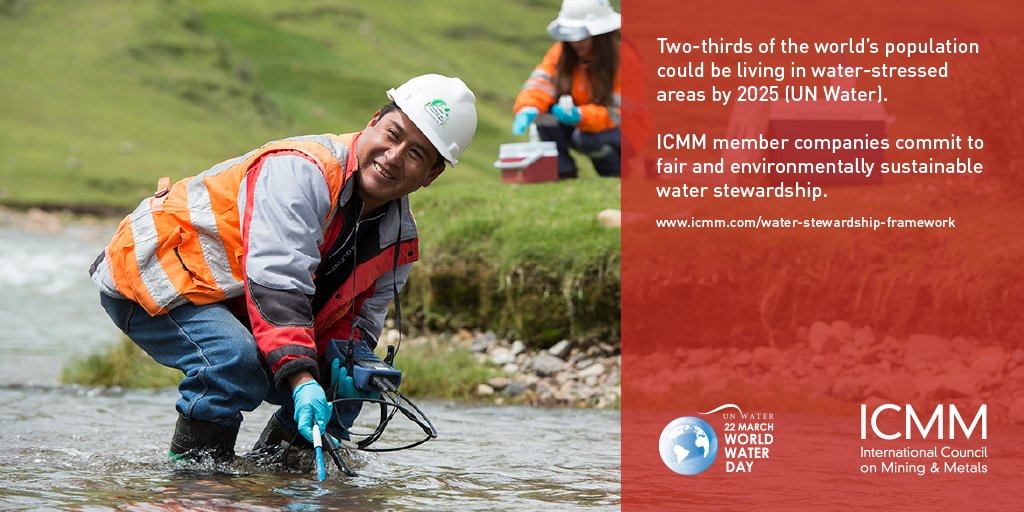 Two-thirds of the world's population
could be living in water-stressed
areas by 2025 (UN Water).
ICMM member companies commit to
fair and environmentally sustainable
water stewardship.
www.icmm.com/water-stewardship-framework
UN WATER
22 MARCH
WORLD
WATER
DAY
ICMM
International Council
on Mining & Metals